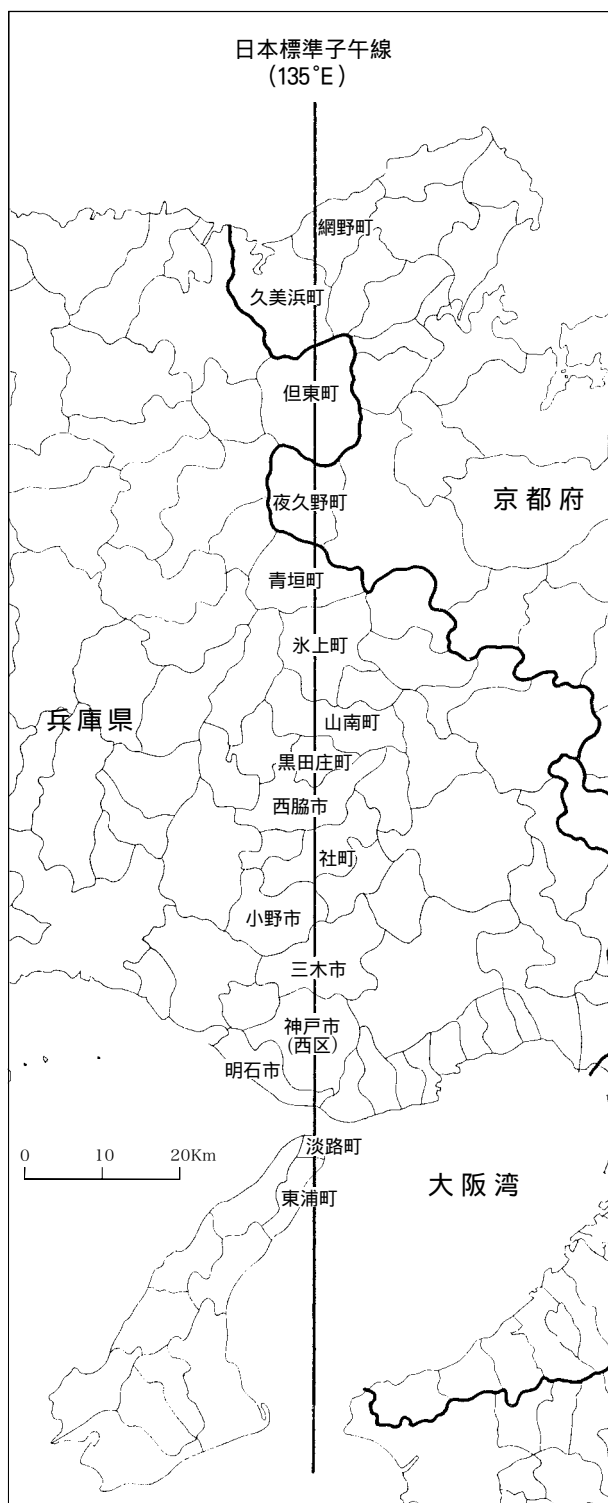 日本標準子午線
(135°E)
網野町
久美浜町
但東町
夜久野町
京都府
青垣町
氷上町
兵庫県
山南町
黒田庄町
西脇市
社町
小野市
三木市
神戸市
(西区)
明石市
淡路町
0 10 20Km
東浦町
大阪湾